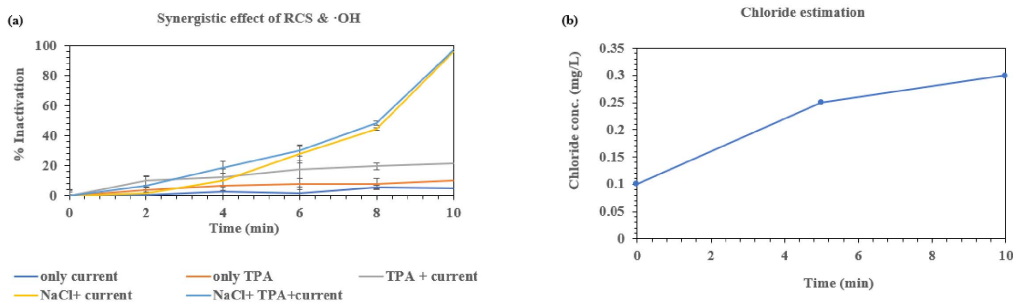 (a)
Synergistic effect of RCS & ·OH
100
80
60
40
20
0
% Inactivation
0 2 4 6 8 10
Time (min)
only current only TPA TPA + current
NaCl+ current NaCl+ TPA+current
(b)
Chloride estimation
0.35
0.3
0.25
0.2
0.15
0.1
0.05
0
Chloride conc. (mg/L)
0 2 4 6 8 10
Time (min)